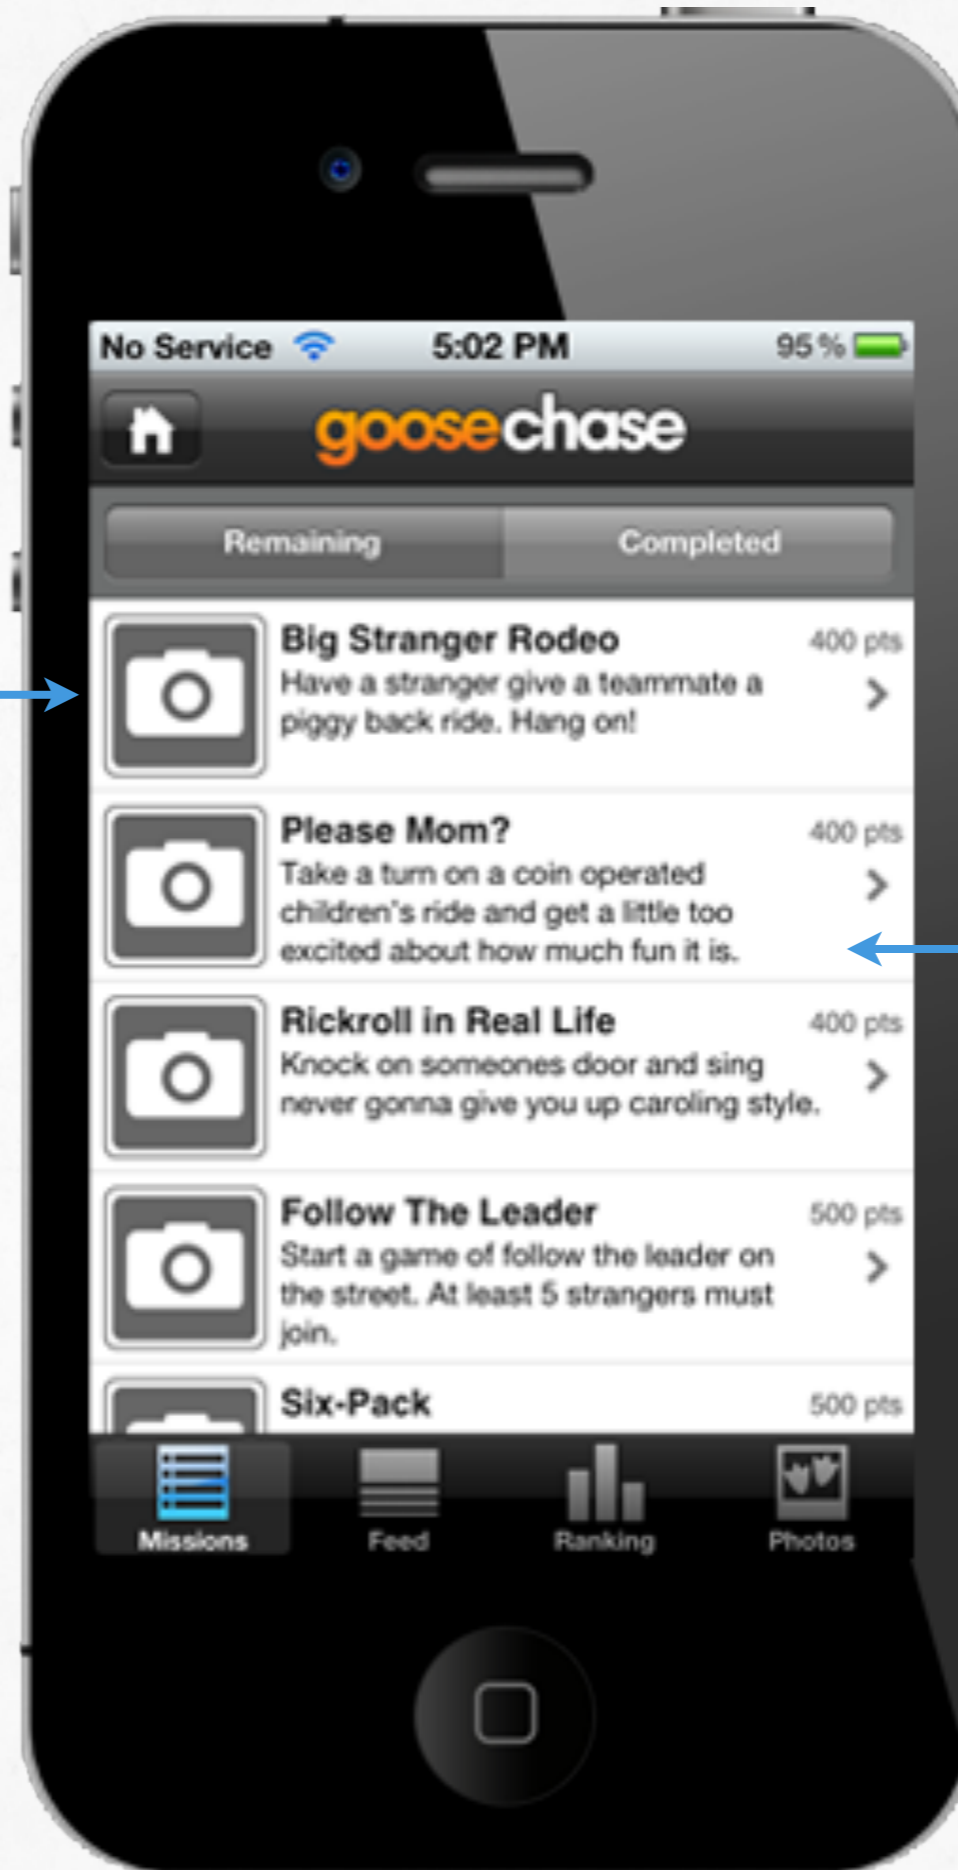 No Service 5:02 PM 95%
goosechase
Remaining Completed
Big Stranger Rodeo 400 pts
Have a stranger give a teammate a
piggy back ride. Hang on!
Please Mom? 400 pts
Take a turn on a coin operated
children's ride and get a little too
excited about how much fun it is.
Rickroll in Real Life 400 pts
Knock on someones door and sing
never gonna give you up caroling style.
Follow The Leader 500 pts
Start a game of follow the leader on
the street. At least 5 strangers must
join.
Six-Pack 500 pts
Missions Feed Ranking Photos